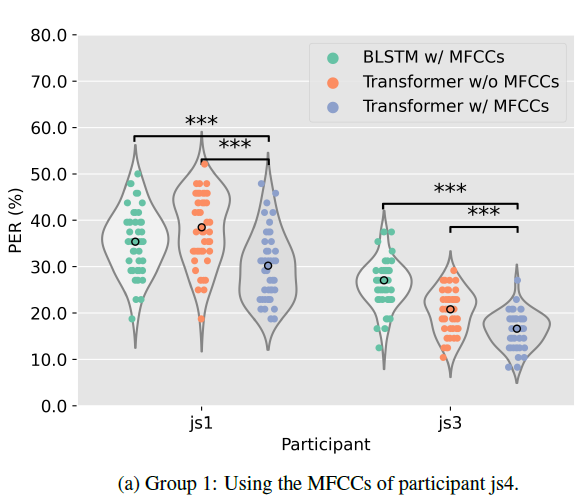 80.0
70.0
60.0
50.0
40.0
30.0
20.0
10.0
0.0
PER (%)
BLSTM w/ MFCCs
Transformer w/o MFCCs
Transformer w/ MFCCs
***
***
***
***
js1
js3
Participant
(a) Group 1: Using the MFCCs of participant js4.